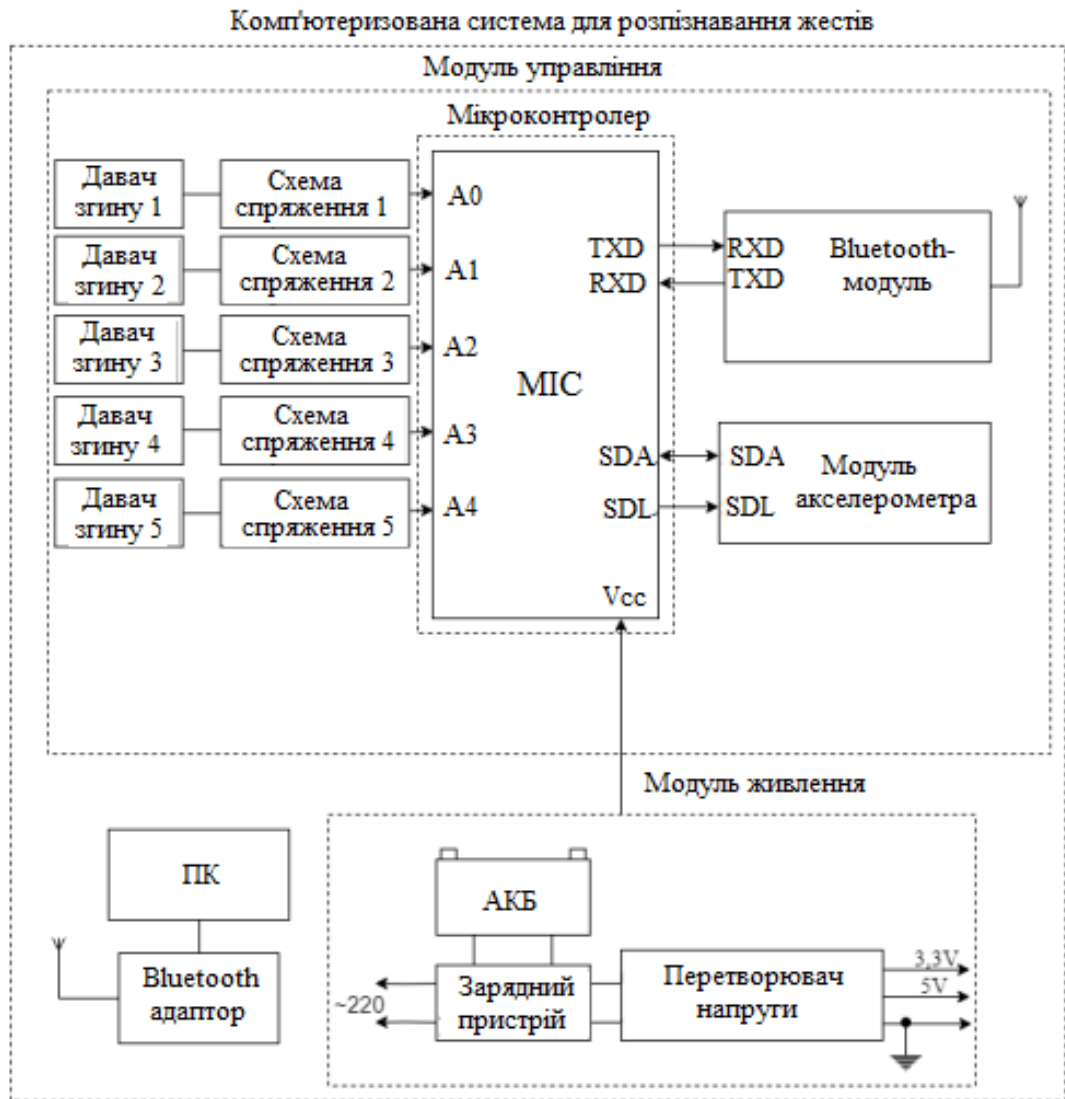 Комп'ютеризована система для розпізнавання жестів
Модуль управління
Мікроконтролер
Давач
згину 1
Схема
спряження 1
A0
Давач
згину 2
Схема
спряження 2
A1
Давач
згину 3
Схема
спряження 3
A2
Давач
згину 4
Схема
спряження 4
A3
Давач
згину 5
Схема
спряження 5
A4
МІС
TXD
RXD
SDA
SDL
Vcc
RXD
TXD
Bluetooth-
модуль
SDA
SDL
Модуль
акселерометра
Модуль живлення
ПК
Bluetooth
адаптор
АКБ
~220
Зарядний
пристрій
Перетворювач
напруги
3,3V
5V